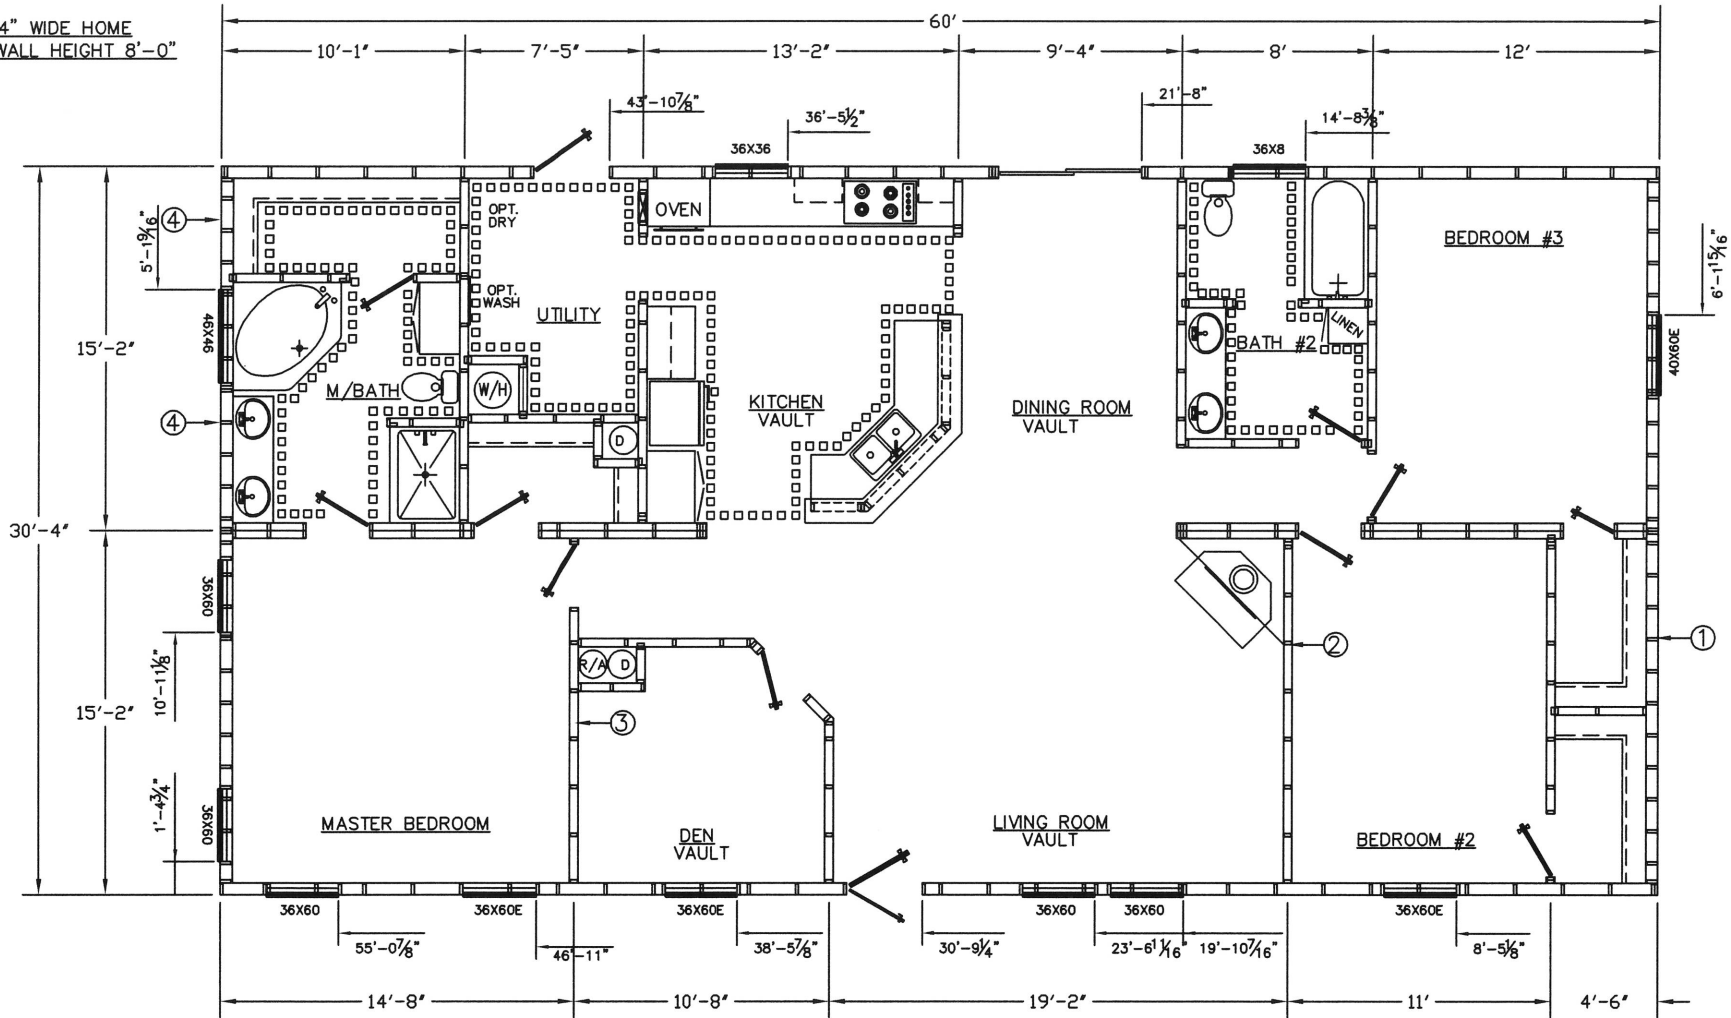 4" WIDE HOME
WALL HEIGHT 8'-0"
60'
10'-1"
7'-5"
13'-2"
9'-4"
8'
12'
43'-10⅞"
36'-5½"
21'-8"
14'-8⅜"
36X36
36X8
5'-1 9/16"
4
OPT.
DRY
OVEN
BEDROOM #3
6'-1 15/16"
OPT.
WASH
UTILITY
46X46
15'-2"
LINEN
BATH #2
40X60E
M/BATH
W/H
KITCHEN
VAULT
DINING ROOM
VAULT
4
D
30'-4"
36X60
10'-11⅛"
15'-2"
R/A
D
2
1
3
1'-4¾"
36X60
MASTER BEDROOM
DEN
VAULT
LIVING ROOM
VAULT
BEDROOM #2
36X60
36X60E
36X60E
36X60
36X60
36X60E
55'-0⅞"
46'-11"
38'-5⅞"
30'-9¼"
23'-6 11/16"
19'-10 7/16"
8'-5⅛"
14'-8"
10'-8"
19'-2"
11'
4'-6"